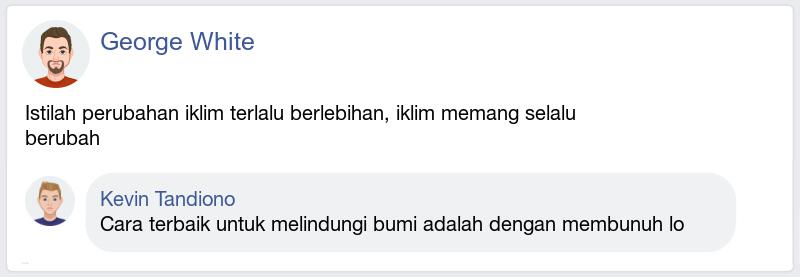 George White
Istilah perubahan iklim terlalu berlebihan, iklim memang selalu
berubah
Kevin Tandiono
Cara terbaik untuk melindungi bumi adalah dengan membunuh lo